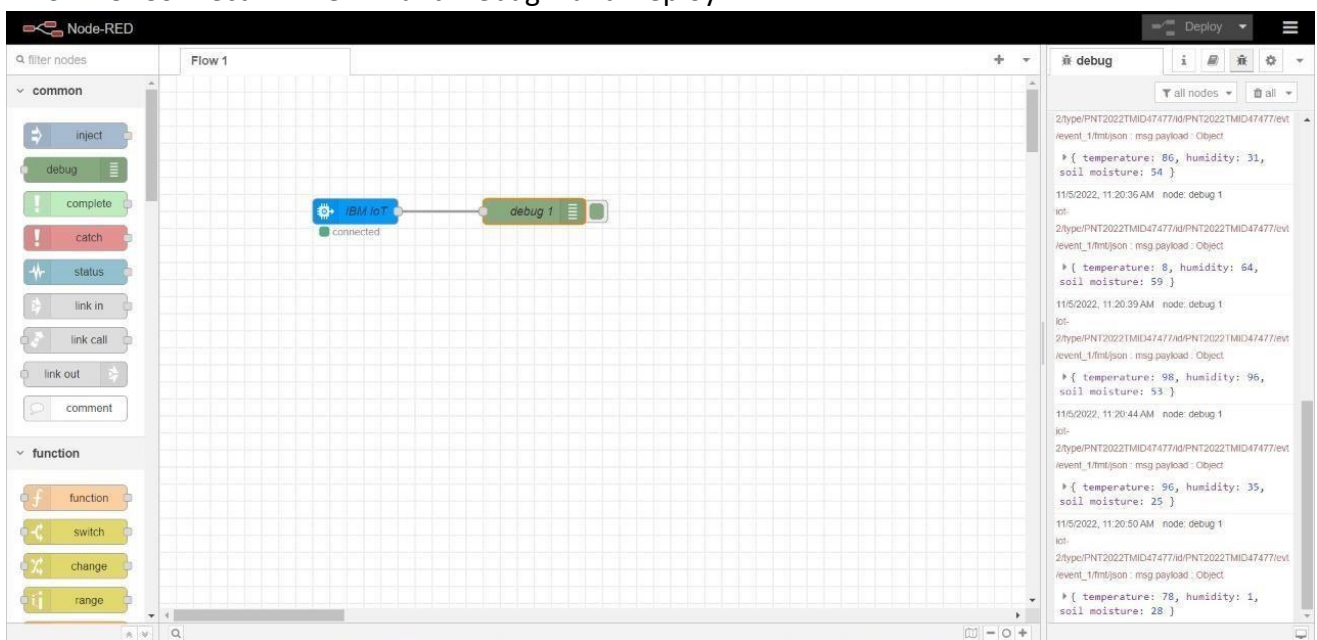 Node-RED
Deploy
filter nodes
Flow 1
debug
i
common
all nodes
all
inject
debug
complete
catch
status
link in
link call
link out
comment
function
function
switch
change
range
IBM IoT
connected
debug 1
2/type/PNT2022TMID47477/id/PNT2022TMID47477/evt
/event_1/fmt/json : msg.payload : Object
{ temperature: 86, humidity: 31,
soil moisture: 54 }
11/5/2022, 11:20:36 AM node: debug 1
iot-
2/type/PNT2022TMID47477/id/PNT2022TMID47477/evt
/event_1/fmt/json : msg.payload : Object
{ temperature: 8, humidity: 64,
soil moisture: 59 }
11/5/2022, 11:20:39 AM node: debug 1
iot-
2/type/PNT2022TMID47477/id/PNT2022TMID47477/evt
/event_1/fmt/json : msg.payload : Object
{ temperature: 98, humidity: 96,
soil moisture: 53 }
11/5/2022, 11:20:44 AM node: debug 1
iot-
2/type/PNT2022TMID47477/id/PNT2022TMID47477/evt
/event_1/fmt/json : msg.payload : Object
{ temperature: 96, humidity: 35,
soil moisture: 25 }
11/5/2022, 11:20:50 AM node: debug 1
iot-
2/type/PNT2022TMID47477/id/PNT2022TMID47477/evt
/event_1/fmt/json : msg.payload : Object
{ temperature: 78, humidity: 1,
soil moisture: 28 }